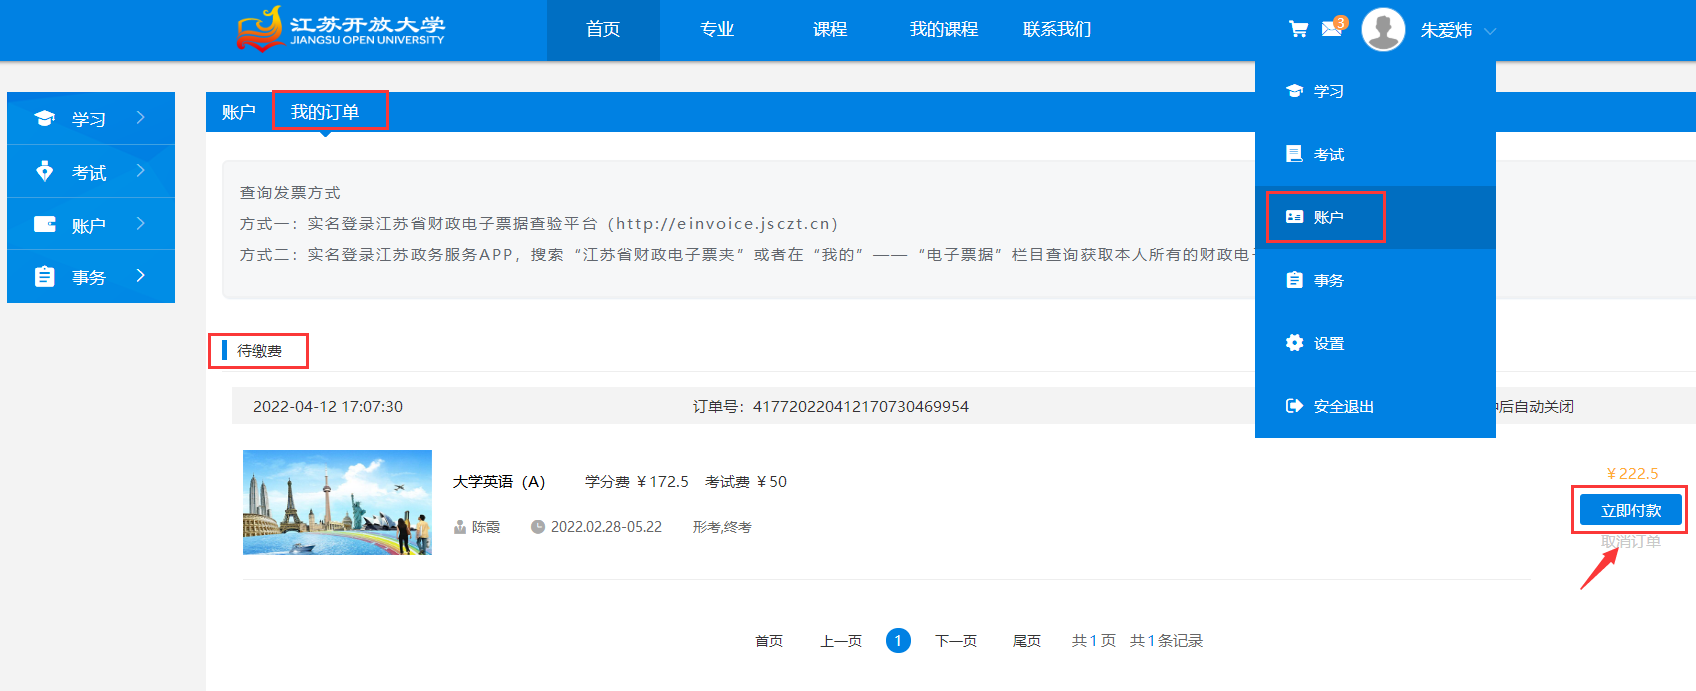 江苏开放大学
JIANGSU OPEN UNIVERSITY
首页 专业 课程 我的课程 联系我们 3 朱爱炜
学习
考试
账户
事务
账户 我的订单
学习
考试
账户
事务
设置
安全退出
查询发票方式
方式一：实名登录江苏省财政电子票据查验平台（http://einvoice.jsczt.cn）
方式二：实名登录江苏政务服务APP，搜索“江苏省财政电子票夹”或者在“我的”——“电子票据”栏目查询获取本人所有的财政电子
待缴费
2022-04-12 17:07:30 订单号：417720220412170730469954 后自动关闭
大学英语（A） 学分费 ￥172.5 考试费 ￥50
￥222.5
陈霞 2022.02.28-05.22 形考,终考
立即付款
取消订单
首页 上一页 1 下一页 尾页 共1页 共1条记录